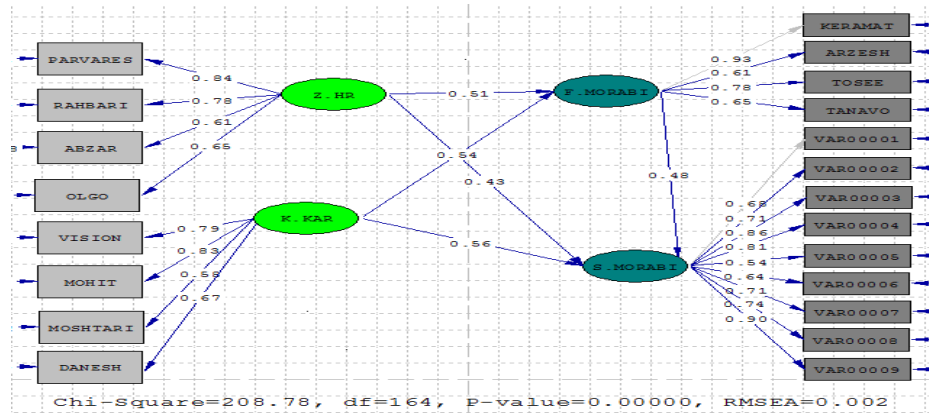 PARVARES
RAHBARI
ABZAR
OLGO
VISION
MOHIT
MOSHTARI
DANESH
0.84
0.78
0.61
0.65
0.79
0.83
0.58
0.67
Z.HR
K.KAR
0.51
0.54
0.43
0.56
F.MORABI
0.48
S.MORABI
0.93
0.61
0.78
0.65
0.68
0.71
0.86
0.81
0.54
0.64
0.71
0.74
0.90
KERAMAT
ARZESH
TOSEE
TANAVO
VAR00001
VAR00002
VAR00003
VAR00004
VAR00005
VAR00006
VAR00007
VAR00008
VAR00009
Chi-Square=208.78, df=164, P-value=0.00000, RMSEA=0.002